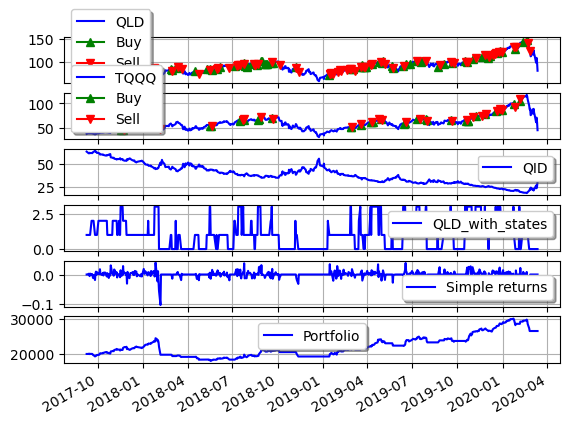 QLD
Buy
Sell
150
100
TQQQ
Buy
Sell
100
50
QID
50
25
QLD_with_states
2.5
0.0
Simple returns
0.0
−0.1
Portfolio
30000
20000
2017-10 2018-01 2018-04 2018-07 2018-10 2019-01 2019-04 2019-07 2019-10 2020-01 2020-04